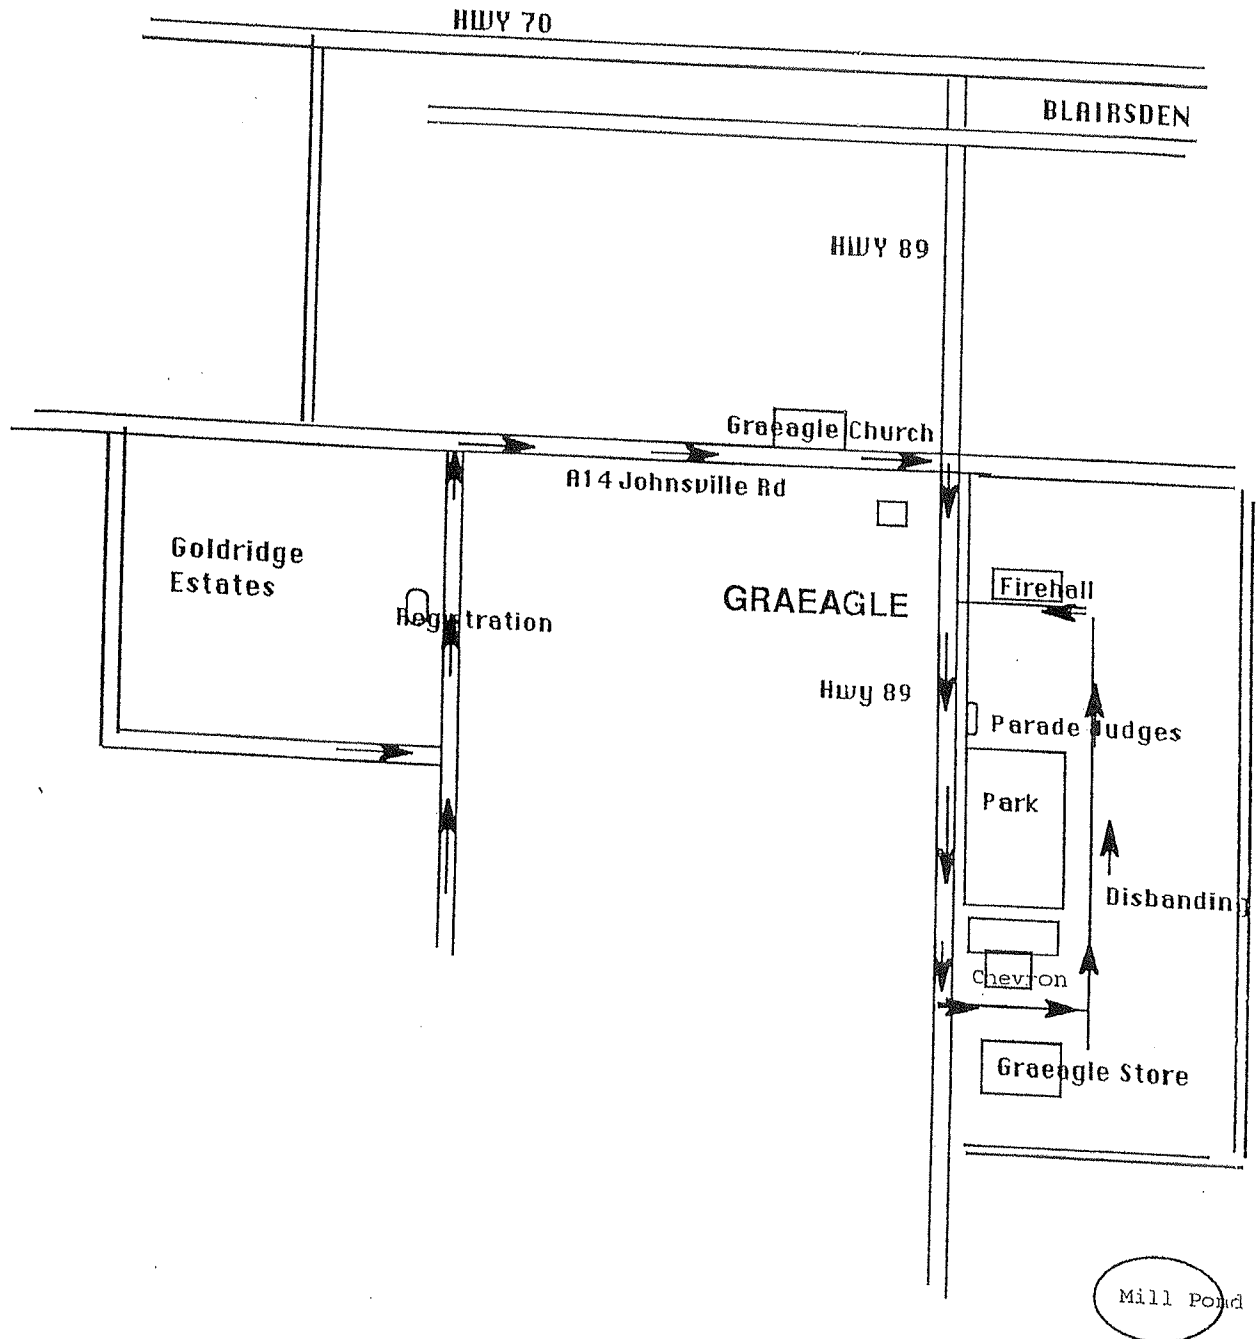 HWY 70
BLAIRSDEN
HWY 89
Graeagle Church
A14 Johnsville Rd
Goldridge
Estates
Registration
GRAEAGLE
Firehall
Hwy 89
Parade Judges
Park
Disbanding
Chevron
Graeagle Store
Mill Pond